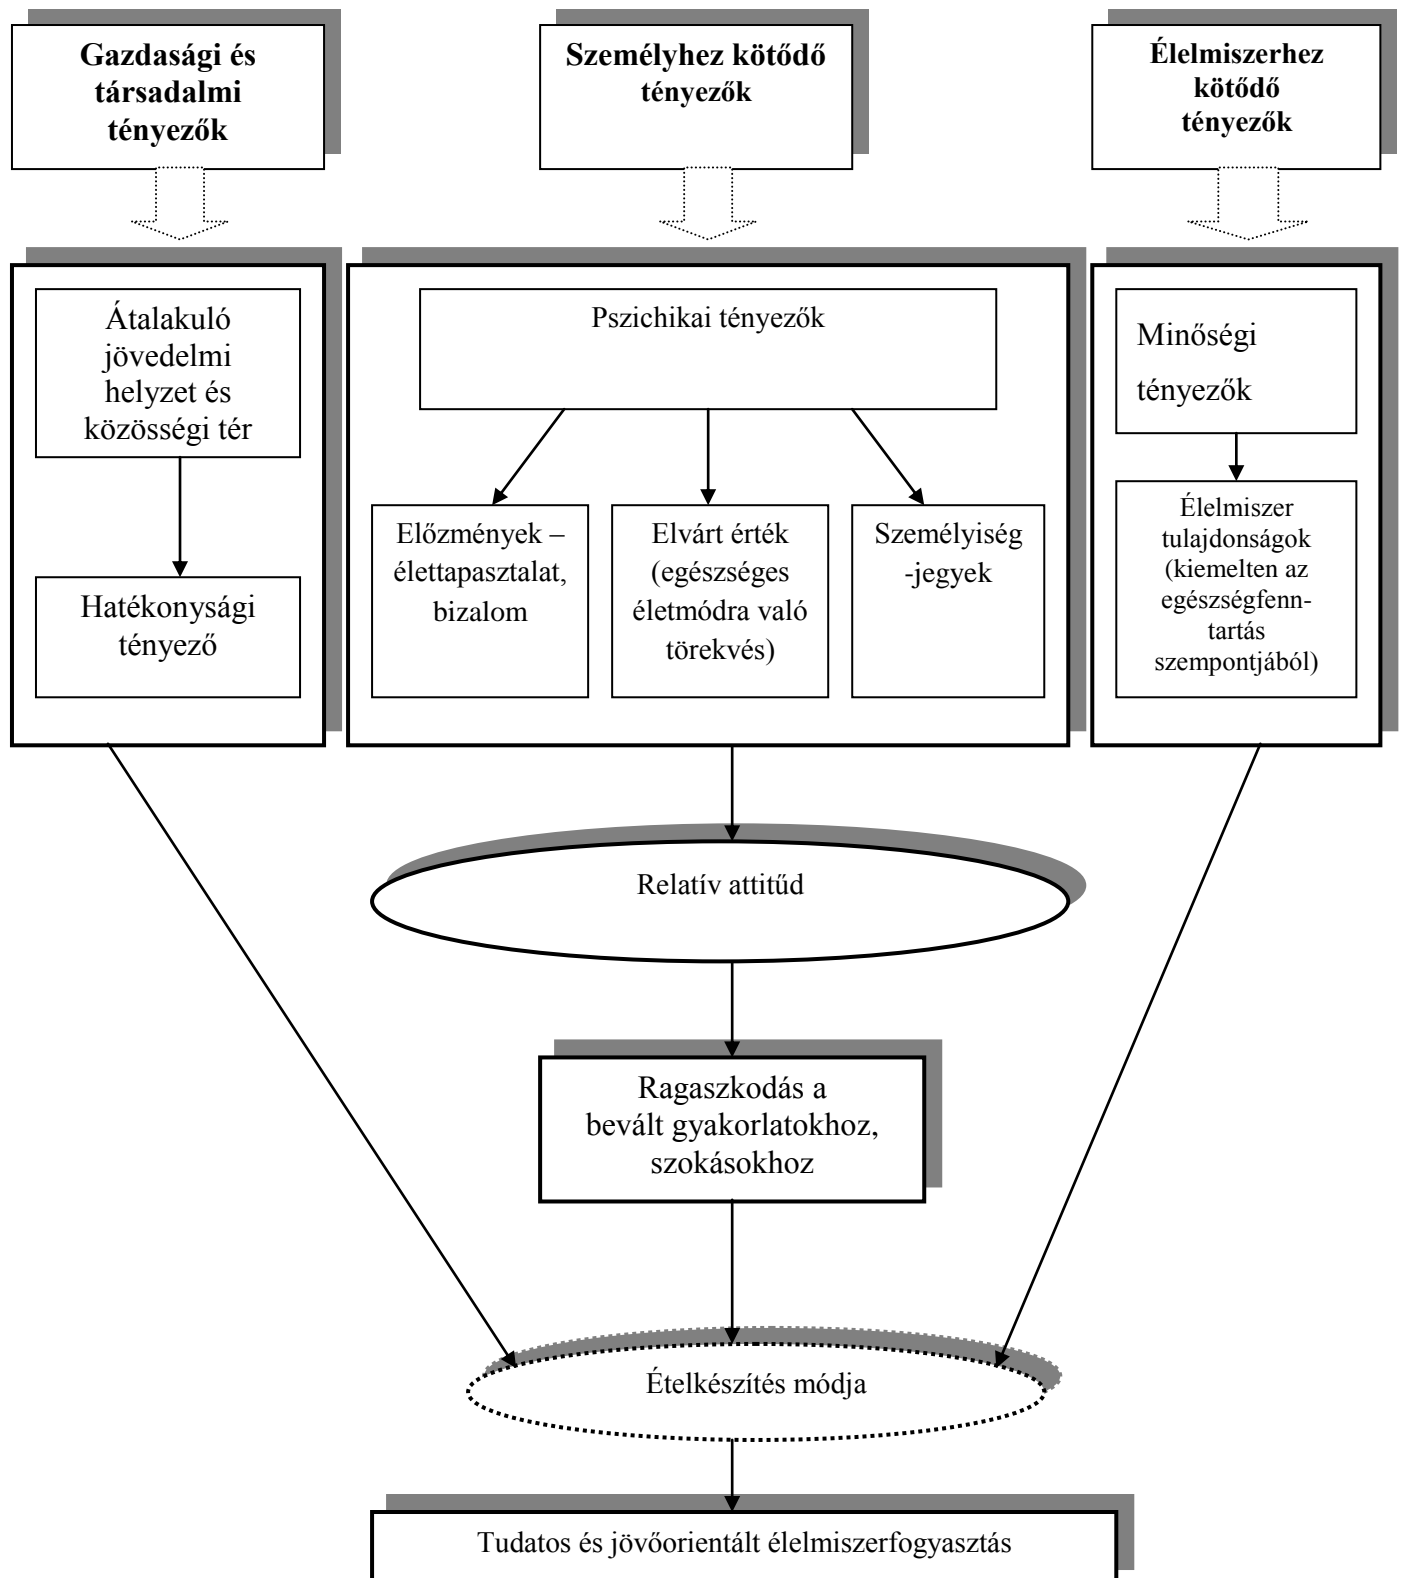 Gazdasági és
társadalmi
tényezők
Személyhez kötődő
tényezők
Élelmiszerhez
kötődő
tényezők
Átalakuló
jövedelmi
helyzet és
közösségi tér
Hatékonysági
tényező
Pszichikai tényezők
Előzmények –
élettapasztalat,
bizalom
Elvárt érték
(egészséges
életmódra való
törekvés)
Személyiség
-jegyek
Minőségi
tényezők
Élelmiszer
tulajdonságok
(kiemelten az
egészségfenn-
tartás
szempontjából)
Relatív attitűd
Ragaszkodás a
bevált gyakorlatokhoz,
szokásokhoz
Ételkészítés módja
Tudatos és jövőorientált élelmiszerfogyasztás